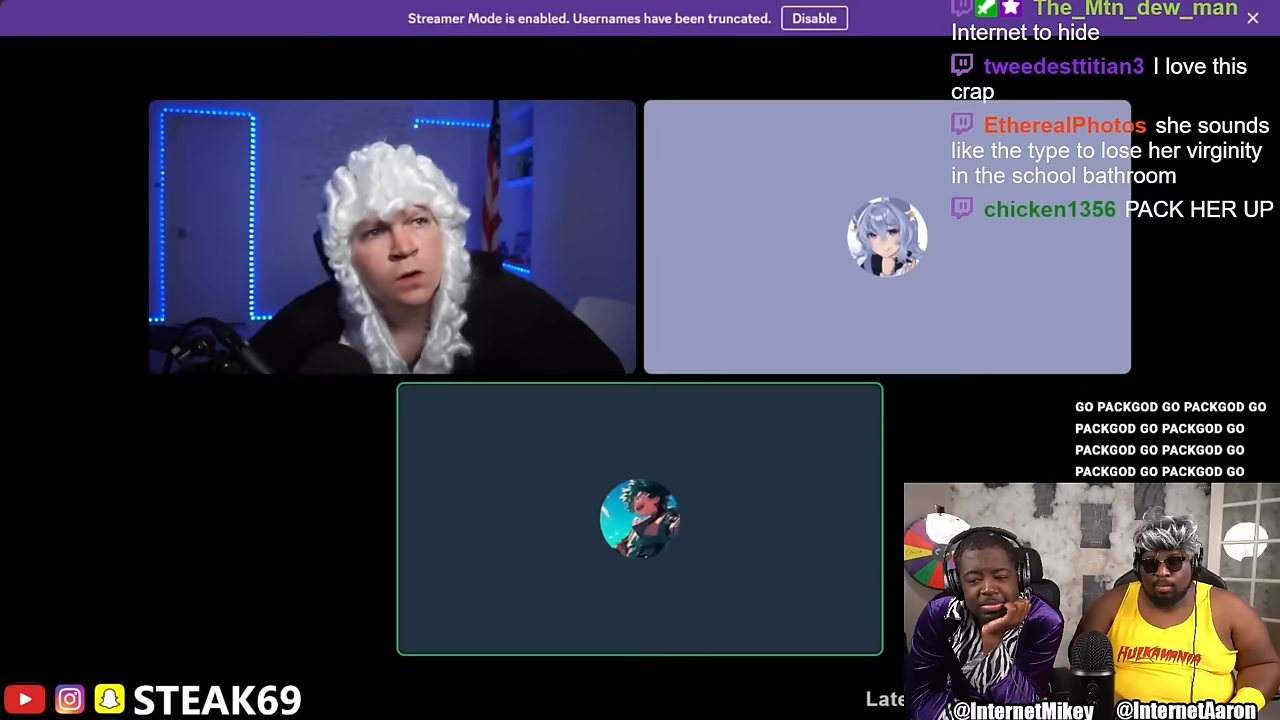 Streamer Mode is enabled. Usernames have been truncated.
Disable
The_Mtn_dew_man
Internet to hide
tweedesttitian3 I love this
crap
EtherealPhotos she sounds
like the type to lose her virginity
in the school bathroom
chicken1356 PACK HER UP
GO PACKGOD GO PACKGOD GO
PACKGOD GO PACKGOD GO
PACKGOD GO PACKGOD GO
PACKGOD GO PACKGOD GO
HULKAMANIA
STEAK69
Late
@InternetMikey
@InternetAaron